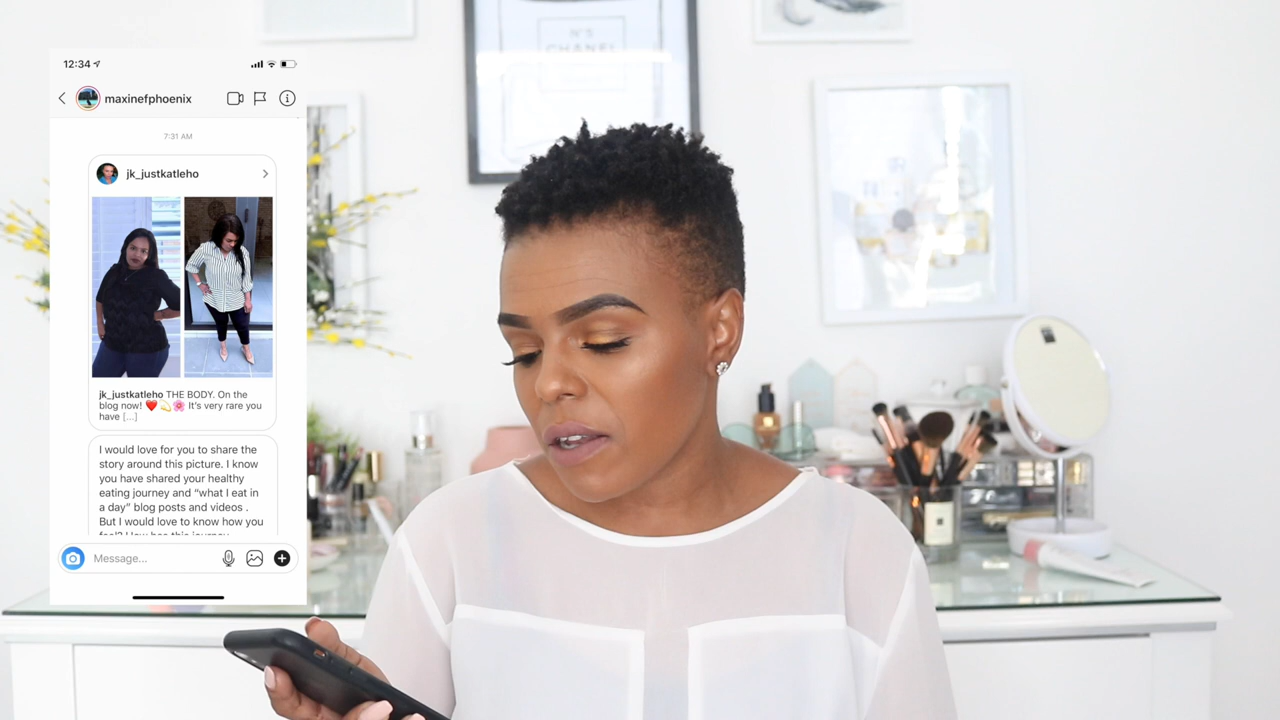 12:34
maxinefphoenix
7:31 AM
jk_justkatleho
jk_justkatleho THE BODY. On the
blog now! ❤️💫🌸 It's very rare you
have [...]
I would love for you to share the
story around this picture. I know
you have shared your healthy
eating journey and "what I eat in
a day" blog posts and videos .
But I would love to know how you
Message...
N°5
CHANEL